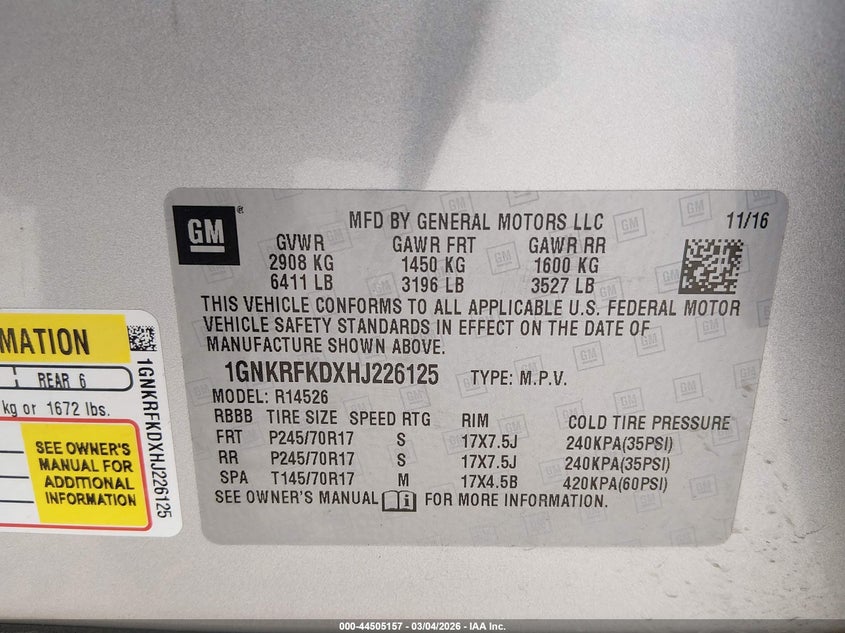 GM
®
MFD BY GENERAL MOTORS LLC 11/16
GVWR GAWR FRT GAWR RR
2908 KG 1450 KG 1600 KG
6411 LB 3196 LB 3527 LB
THIS VEHICLE CONFORMS TO ALL APPLICABLE U.S. FEDERAL MOTOR
VEHICLE SAFETY STANDARDS IN EFFECT ON THE DATE OF
MANUFACTURE SHOWN ABOVE.
1GNKRFKDXHJ226125 TYPE: M.P.V.
MODEL: R14526
RBBB TIRE SIZE SPEED RTG RIM COLD TIRE PRESSURE
FRT P245/70R17 S 17X7.5J 240KPA(35PSI)
RR P245/70R17 S 17X7.5J 240KPA(35PSI)
SPA T145/70R17 M 17X4.5B 420KPA(60PSI)
SEE OWNER'S MANUAL FOR MORE INFORMATION.
MATION
REAR 6
kg or 1672 lbs.
SEE OWNER'S
MANUAL FOR
ADDITIONAL
INFORMATION
1GNKRFKDXHJ226125
000-44505157 - 03/04/2026 - IAA Inc.